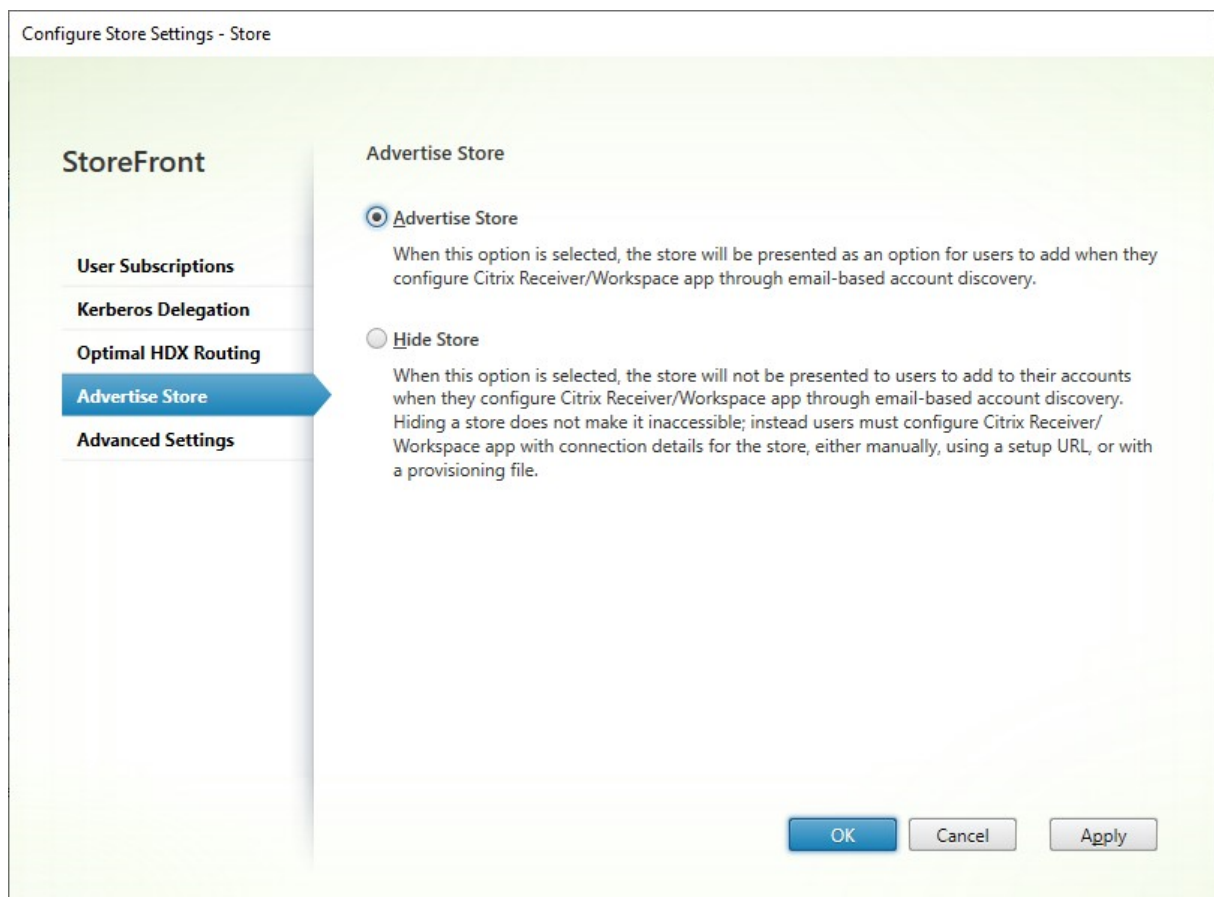 Configure Store Settings - Store
StoreFront
User Subscriptions
Kerberos Delegation
Optimal HDX Routing
Advertise Store
Advanced Settings
Advertise Store
Advertise Store
When this option is selected, the store will be presented as an option for users to add when they
configure Citrix Receiver/Workspace app through email-based account discovery.
Hide Store
When this option is selected, the store will not be presented to users to add to their accounts
when they configure Citrix Receiver/Workspace app through email-based account discovery.
Hiding a store does not make it inaccessible; instead users must configure Citrix Receiver/
Workspace app with connection details for the store, either manually, using a setup URL, or with
a provisioning file.
OK
Cancel
Apply